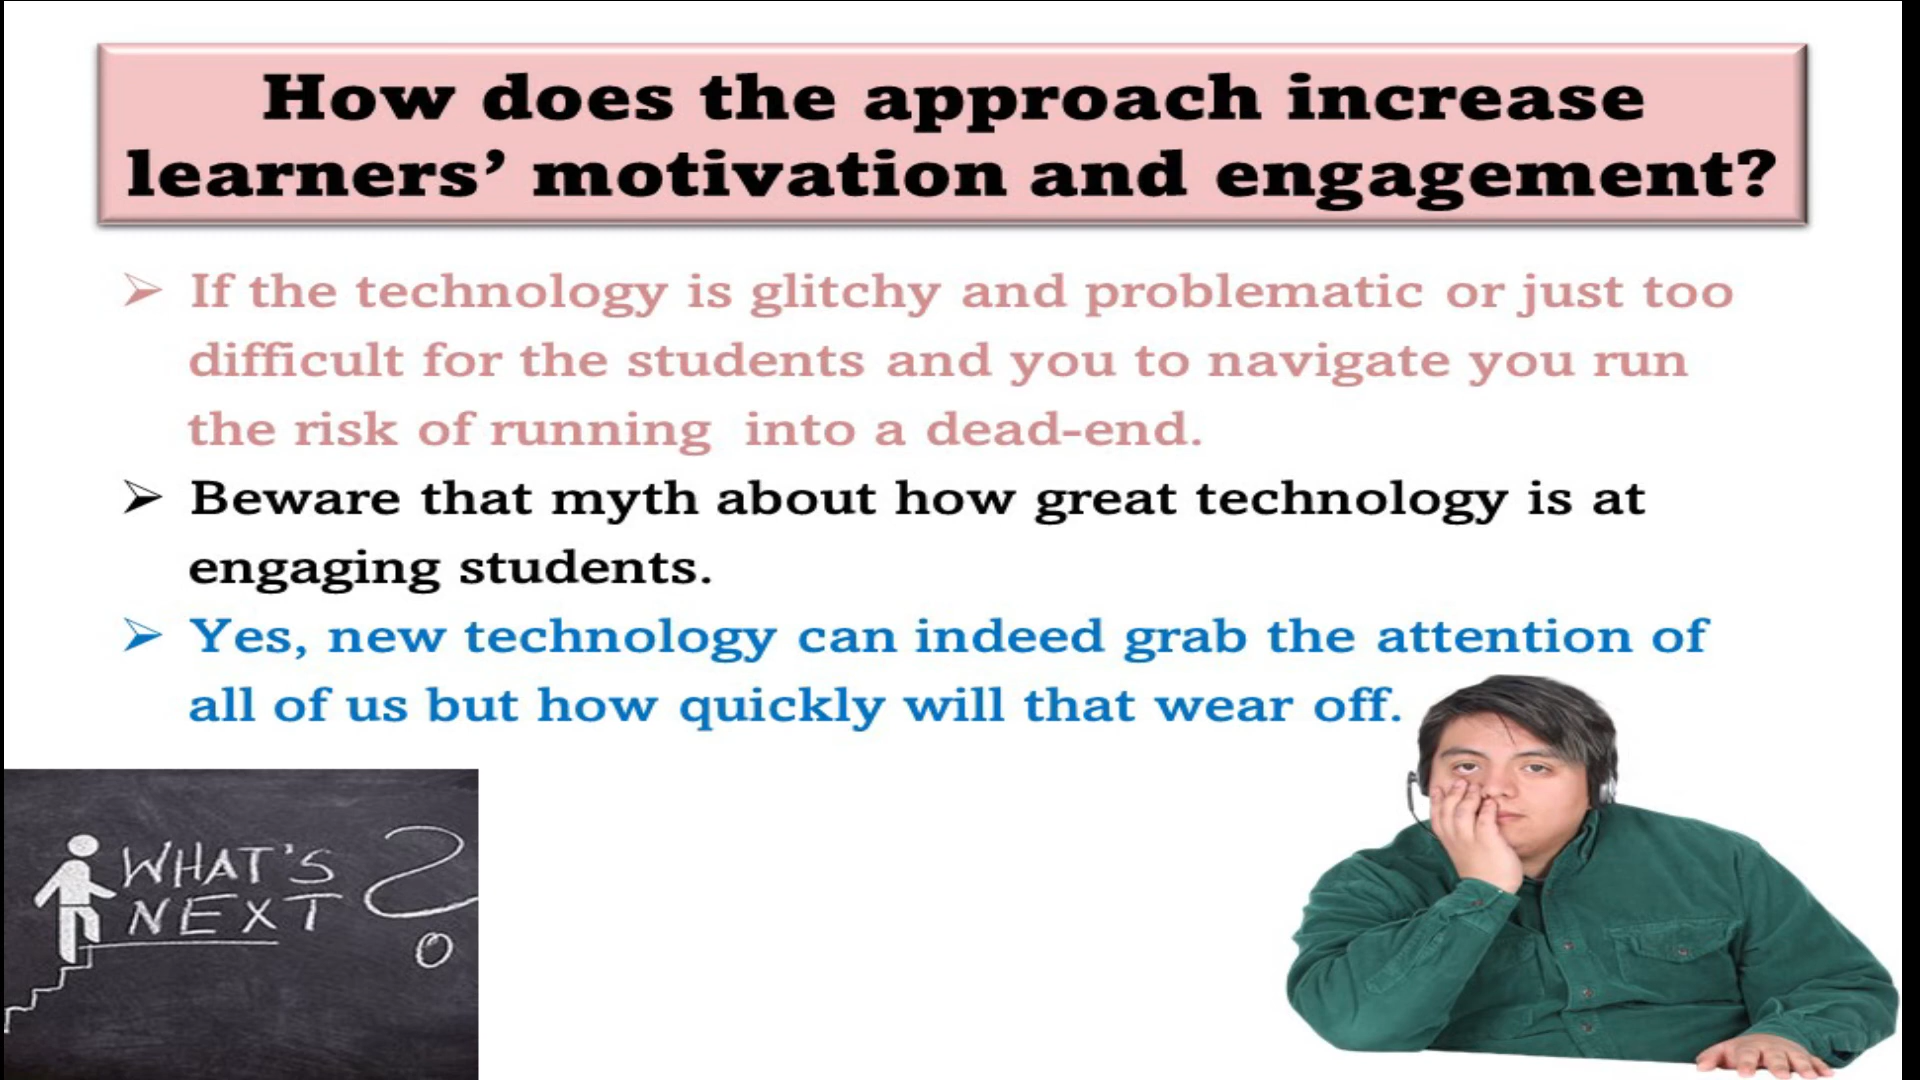 How does the approach increase
learners’ motivation and engagement?
➢ If the technology is glitchy and problematic or just too
difficult for the students and you to navigate you run
the risk of running  into a dead-end.
➢ Beware that myth about how great technology is at
engaging students.
➢ Yes, new technology can indeed grab the attention of
all of us but how quickly will that wear off.
WHAT'S
NEXT ?